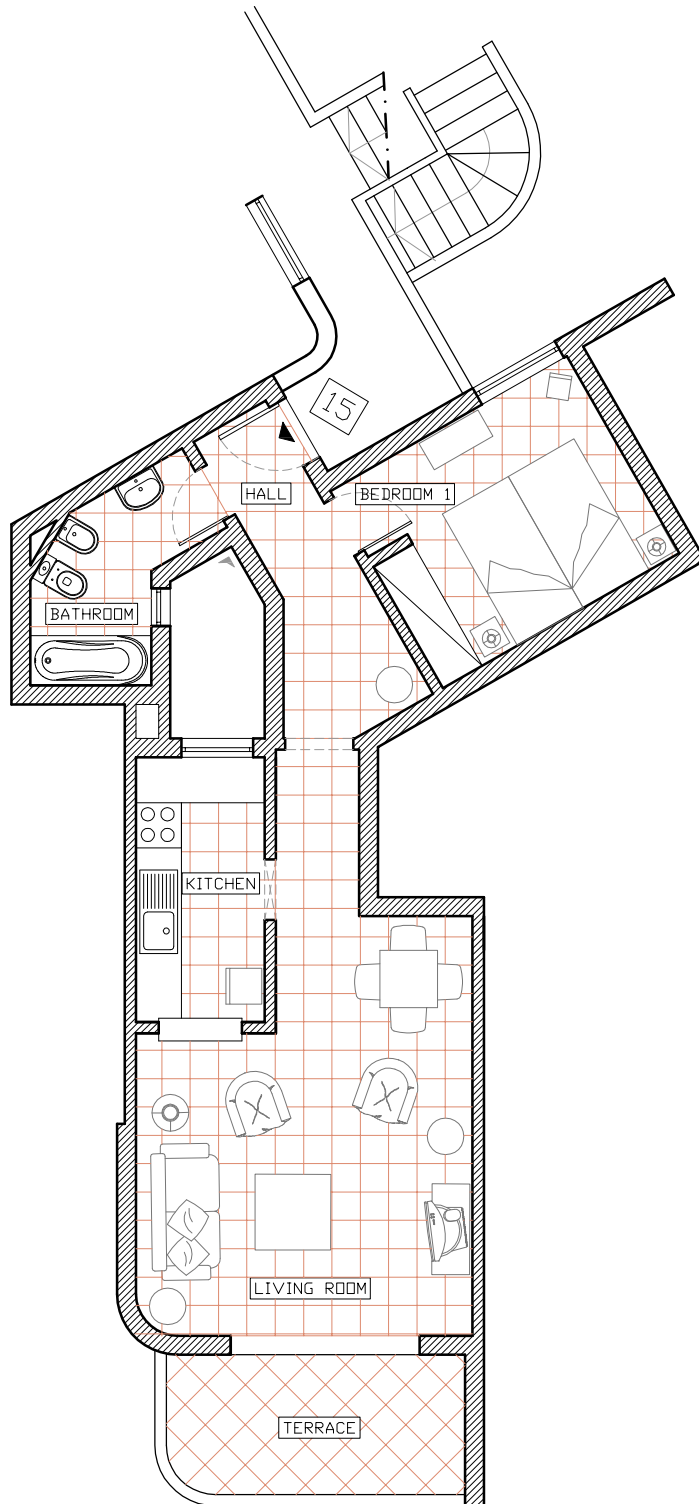 15
HALL
BEDROOM 1
BATHROOM
KITCHEN
LIVING ROOM
TERRACE